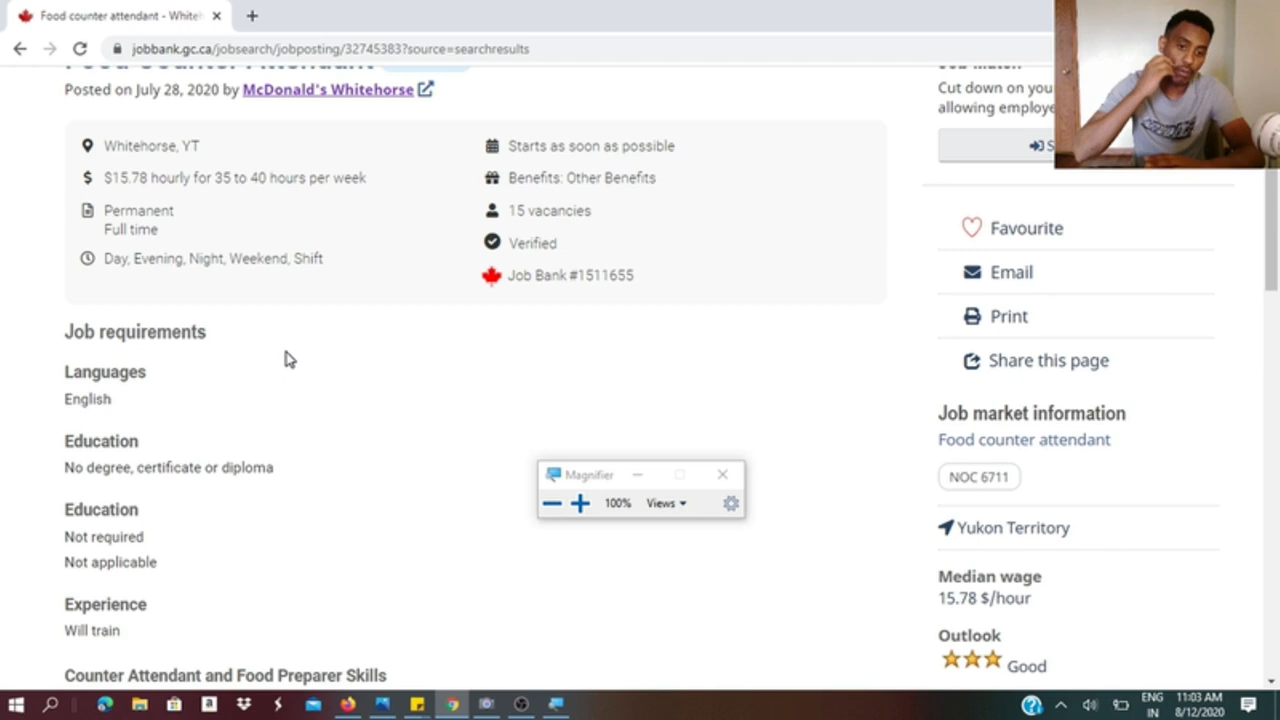 Food counter attendant - White
jobbank.gc.ca/jobsearch/jobposting/32745383?source=searchresults
Food Counter Attendant
Posted on July 28, 2020 by McDonald's Whitehorse
Whitehorse, YT
$15.78 hourly for 35 to 40 hours per week
Permanent
Full time
Day, Evening, Night, Weekend, Shift
Starts as soon as possible
Benefits: Other Benefits
15 vacancies
Verified
Job Bank #1511655
Job requirements
Languages
English
Education
No degree, certificate or diploma
Education
Not required
Not applicable
Experience
Will train
Counter Attendant and Food Preparer Skills
Magnifier
100% Views
Job Match
Cut down on you
allowing employe
S
Favourite
Email
Print
Share this page
Job market information
Food counter attendant
NOC 6711
Yukon Territory
Median wage
15.78 $/hour
Outlook
Good
ENG
IN
11:03 AM
8/12/2020